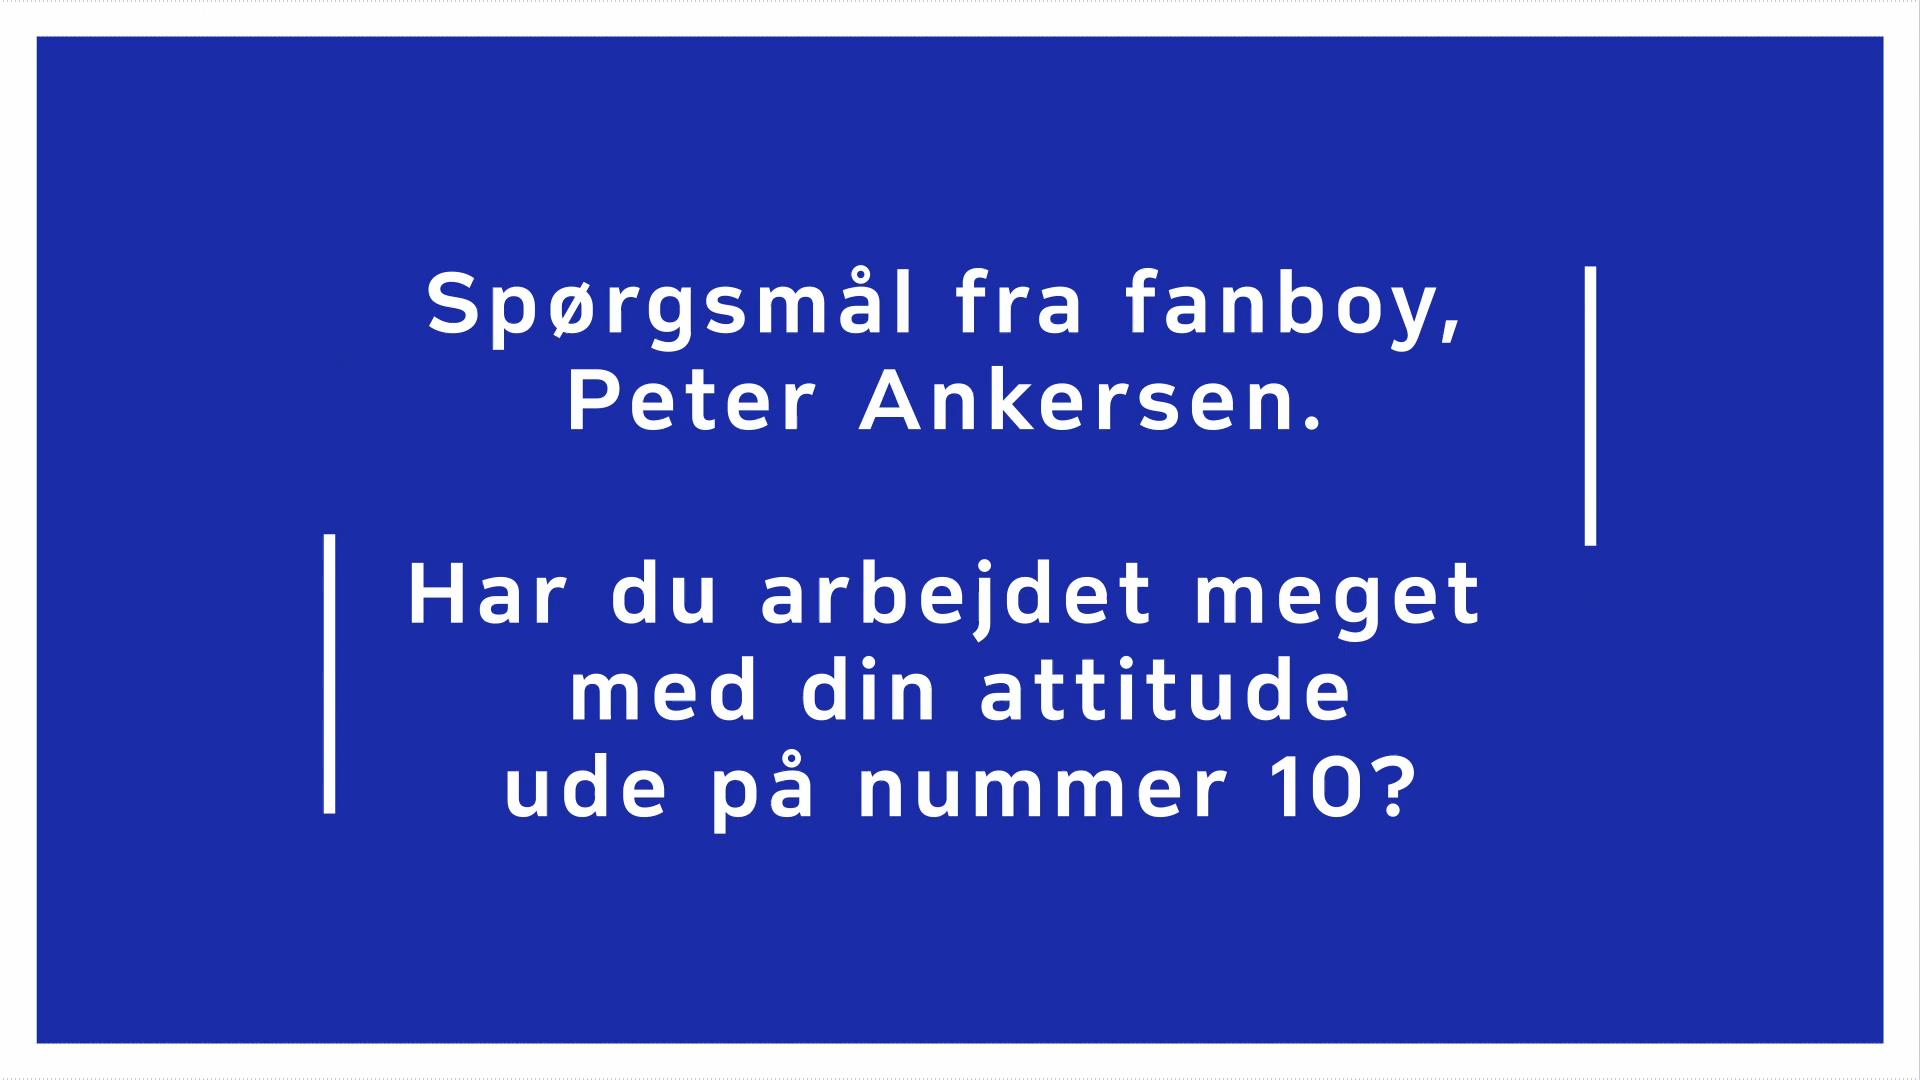 Spørgsmål fra fanboy,
Peter Ankersen.
Har du arbejdet meget
med din attitude
ude på nummer 10?